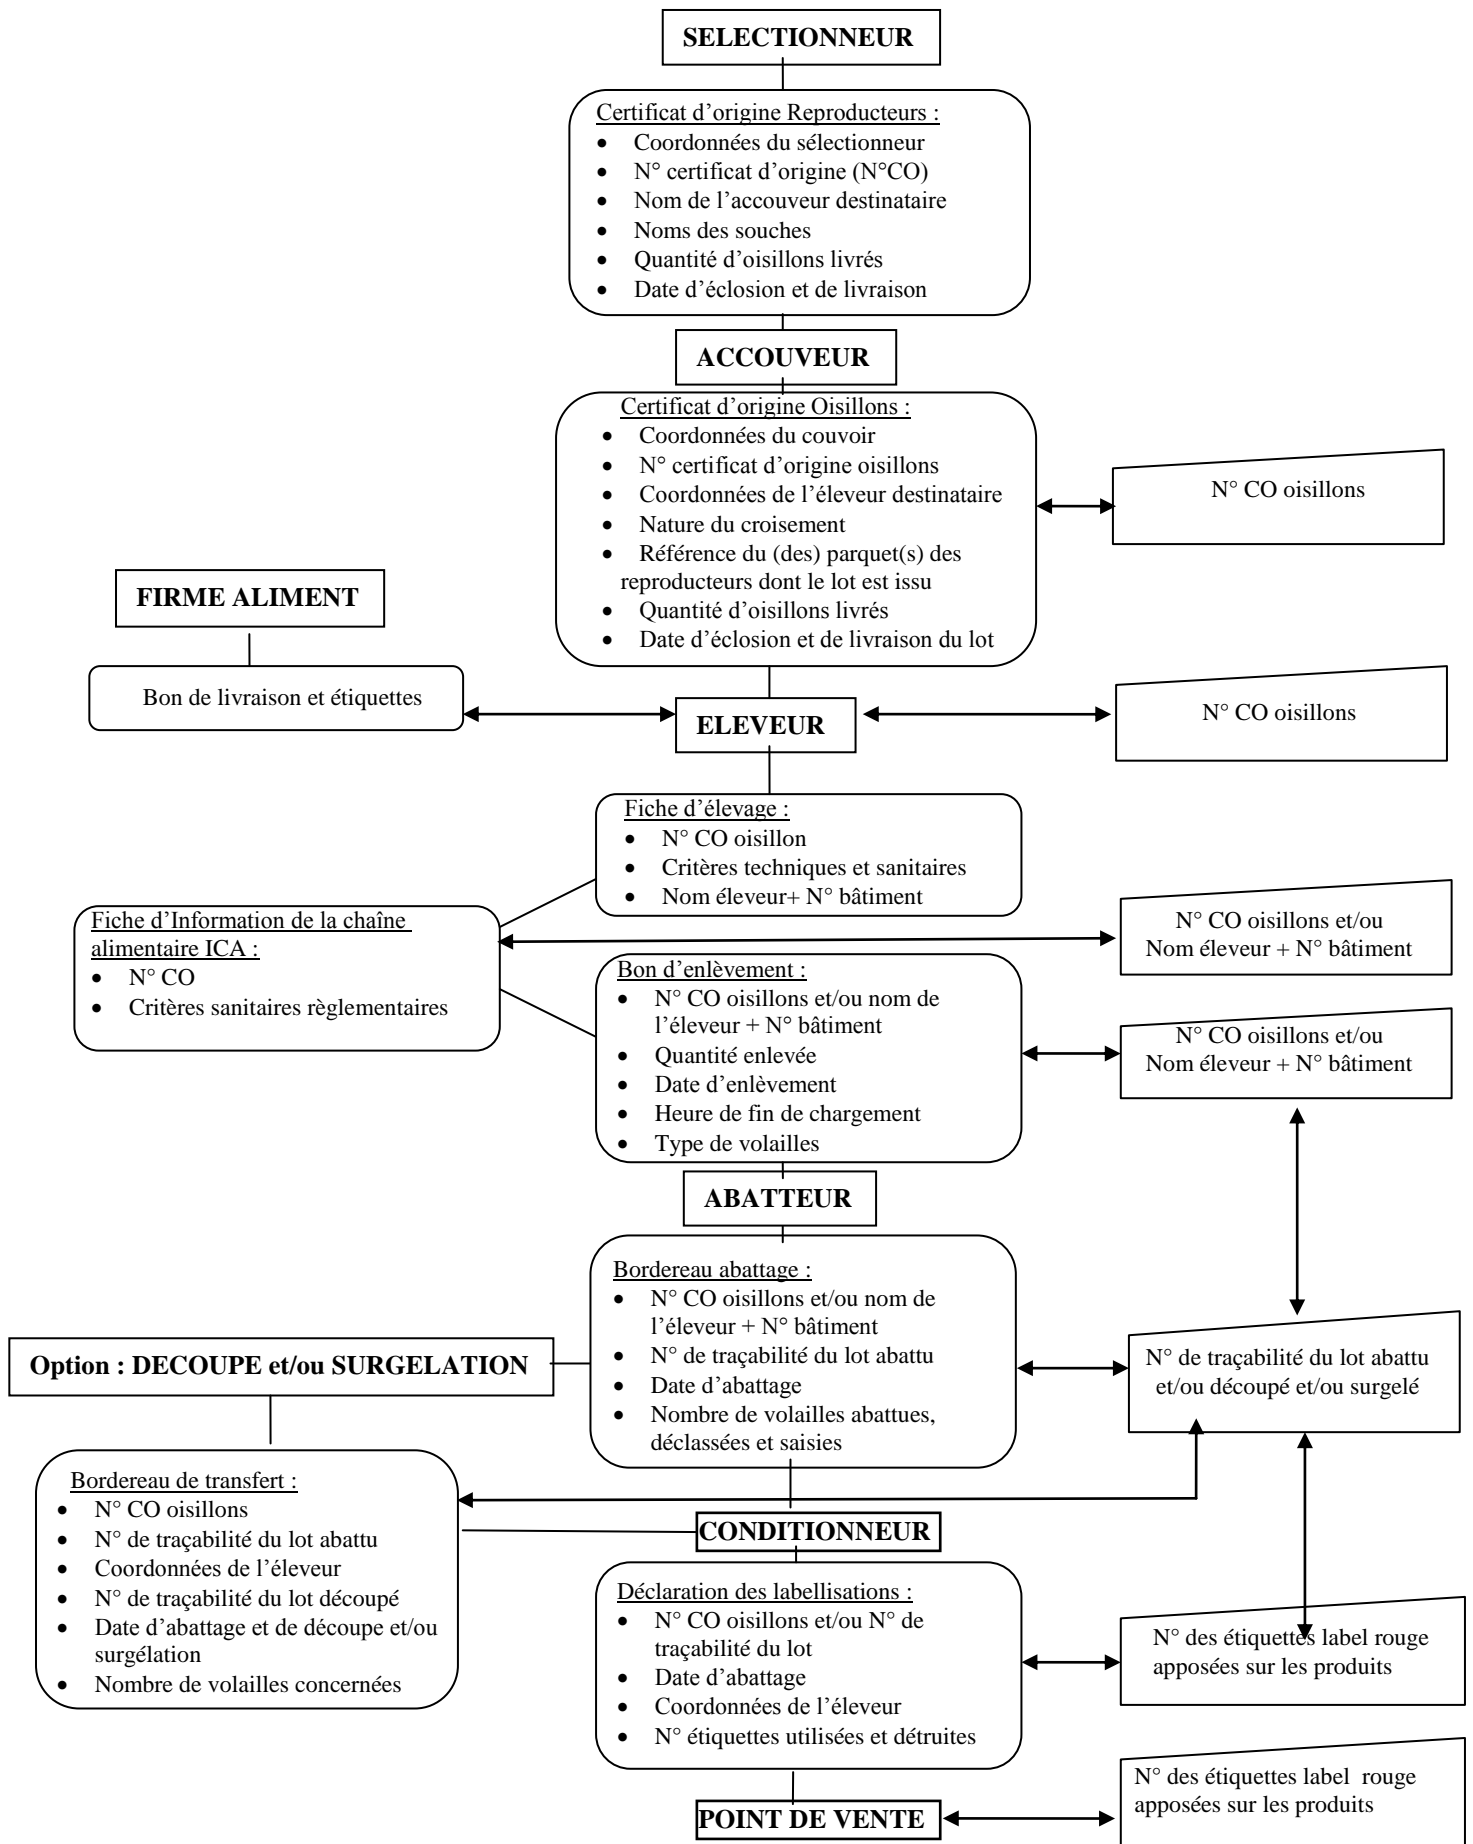 SELECTIONNEUR
Certificat d'origine Reproducteurs :
• Coordonnées du sélectionneur
• N° certificat d'origine (N°CO)
• Nom de l'accouveur destinataire
• Noms des souches
• Quantité d'oisillons livrés
• Date d'éclosion et de livraison
ACCOUVEUR
Certificat d'origine Oisillons :
• Coordonnées du couvoir
• N° certificat d'origine oisillons
• Coordonnées de l'éleveur destinataire
• Nature du croisement
• Référence du (des) parquet(s) des
reproducteurs dont le lot est issu
• Quantité d'oisillons livrés
• Date d'éclosion et de livraison du lot
N° CO oisillons
FIRME ALIMENT
Bon de livraison et étiquettes
ELEVEUR
N° CO oisillons
Fiche d'élevage :
• N° CO oisillon
• Critères techniques et sanitaires
• Nom éleveur+ N° bâtiment
Fiche d'Information de la chaîne
alimentaire ICA :
• N° CO
• Critères sanitaires règlementaires
N° CO oisillons et/ou
Nom éleveur + N° bâtiment
Bon d'enlèvement :
• N° CO oisillons et/ou nom de
l'éleveur + N° bâtiment
• Quantité enlevée
• Date d'enlèvement
• Heure de fin de chargement
• Type de volailles
N° CO oisillons et/ou
Nom éleveur + N° bâtiment
ABATTEUR
Bordereau abattage :
• N° CO oisillons et/ou nom de
l'éleveur + N° bâtiment
• N° de traçabilité du lot abattu
• Date d'abattage
• Nombre de volailles abattues,
déclassées et saisies
N° de traçabilité du lot abattu
et/ou découpé et/ou surgelé
Option : DECOUPE et/ou SURGELATION
Bordereau de transfert :
• N° CO oisillons
• N° de traçabilité du lot abattu
• Coordonnées de l'éleveur
• N° de traçabilité du lot découpé
• Date d'abattage et de découpe et/ou
surgélation
• Nombre de volailles concernées
CONDITIONNEUR
Déclaration des labellisations :
• N° CO oisillons et/ou N° de
traçabilité du lot
• Date d'abattage
• Coordonnées de l'éleveur
• N° étiquettes utilisées et détruites
N° des étiquettes label rouge
apposées sur les produits
POINT DE VENTE
N° des étiquettes label rouge
apposées sur les produits